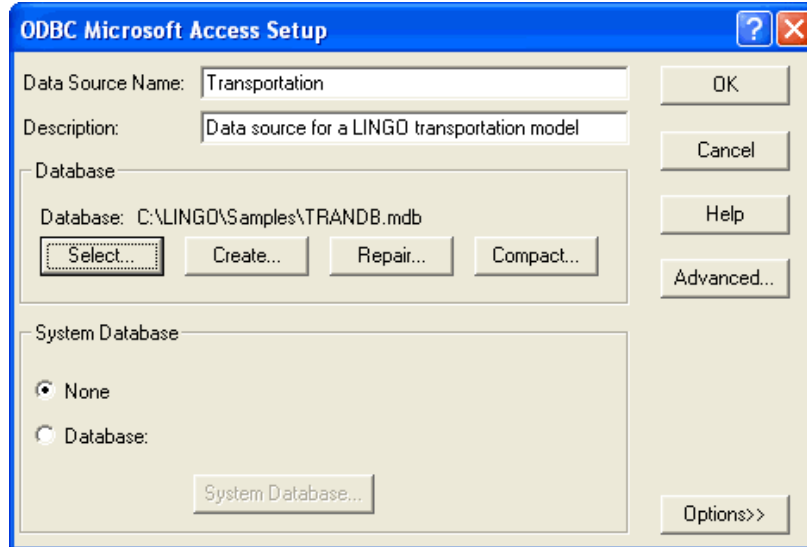 ODBC Microsoft Access Setup
Data Source Name: Transportation
OK
Description: Data source for a LINGO transportation model
Cancel
Database
Database: C:\LINGO\Samples\TRANDB.mdb
Help
Select... Create... Repair... Compact...
Advanced...
System Database
None
Database:
System Database...
Options>>